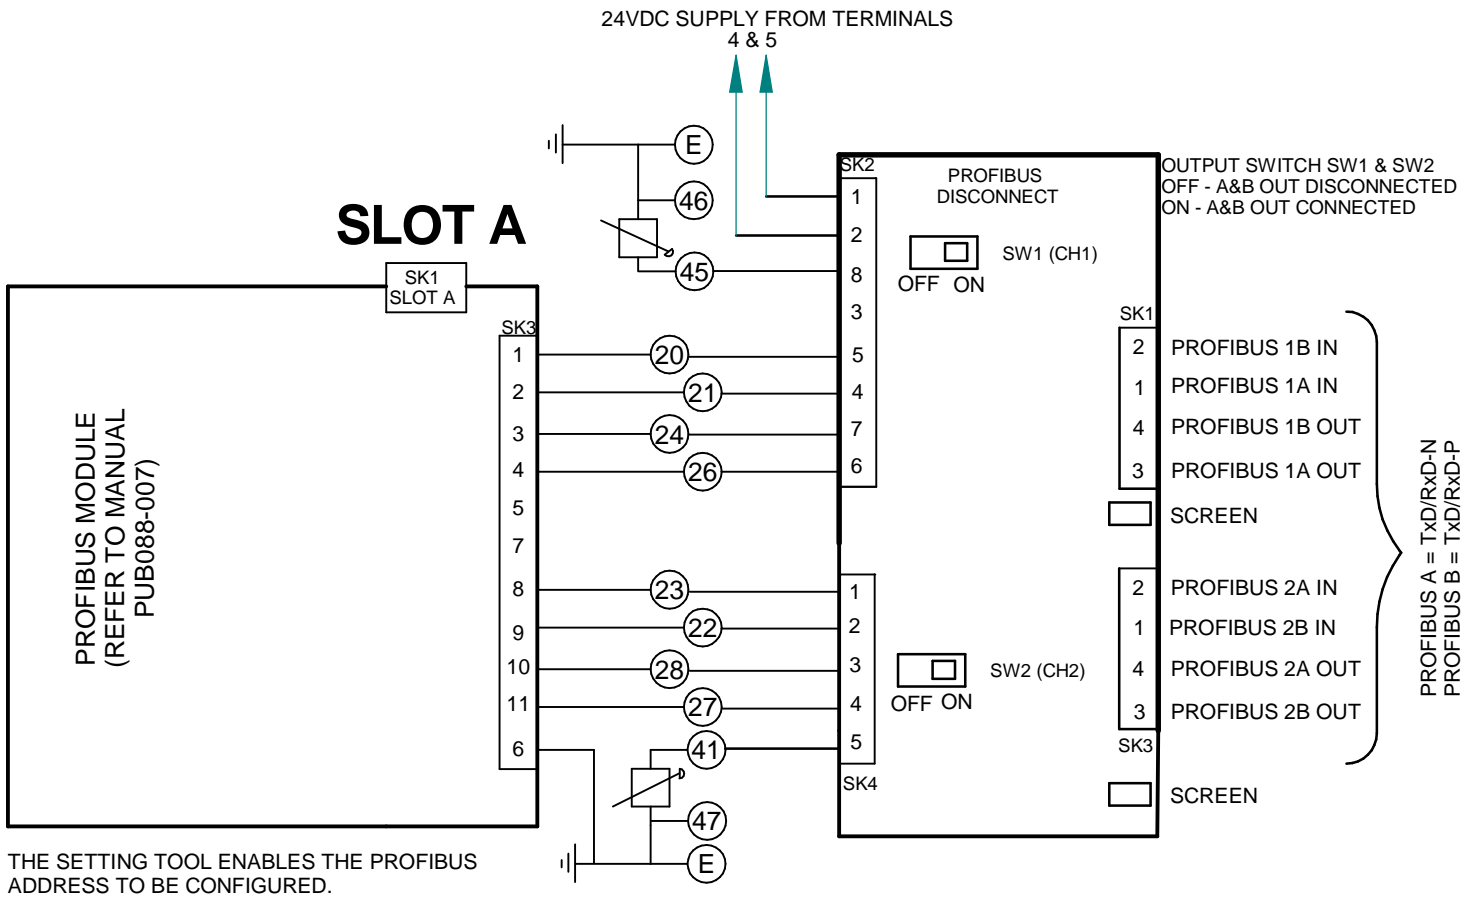 24VDC SUPPLY FROM TERMINALS
4 & 5
E
46
45
SLOT A
SK1
SLOT A
PROFIBUS MODULE
(REFER TO MANUAL
PUB088-007)
SK3
1
2
3
4
5
7
8
9
10
11
6
20
21
24
26
23
22
28
27
41
47
E
SK2
1
2
8
3
5
4
7
6
1
2
3
4
5
SK4
PROFIBUS
DISCONNECT
SW1 (CH1)
OFF ON
SW2 (CH2)
OFF ON
OUTPUT SWITCH SW1 & SW2
OFF - A&B OUT DISCONNECTED
ON - A&B OUT CONNECTED
SK1
2 PROFIBUS 1B IN
1 PROFIBUS 1A IN
4 PROFIBUS 1B OUT
3 PROFIBUS 1A OUT
SCREEN
2 PROFIBUS 2A IN
1 PROFIBUS 2B IN
4 PROFIBUS 2A OUT
3 PROFIBUS 2B OUT
SK3
SCREEN
PROFIBUS A = TxD/RxD-N
PROFIBUS B = TxD/RxD-P
THE SETTING TOOL ENABLES THE PROFIBUS
ADDRESS TO BE CONFIGURED.